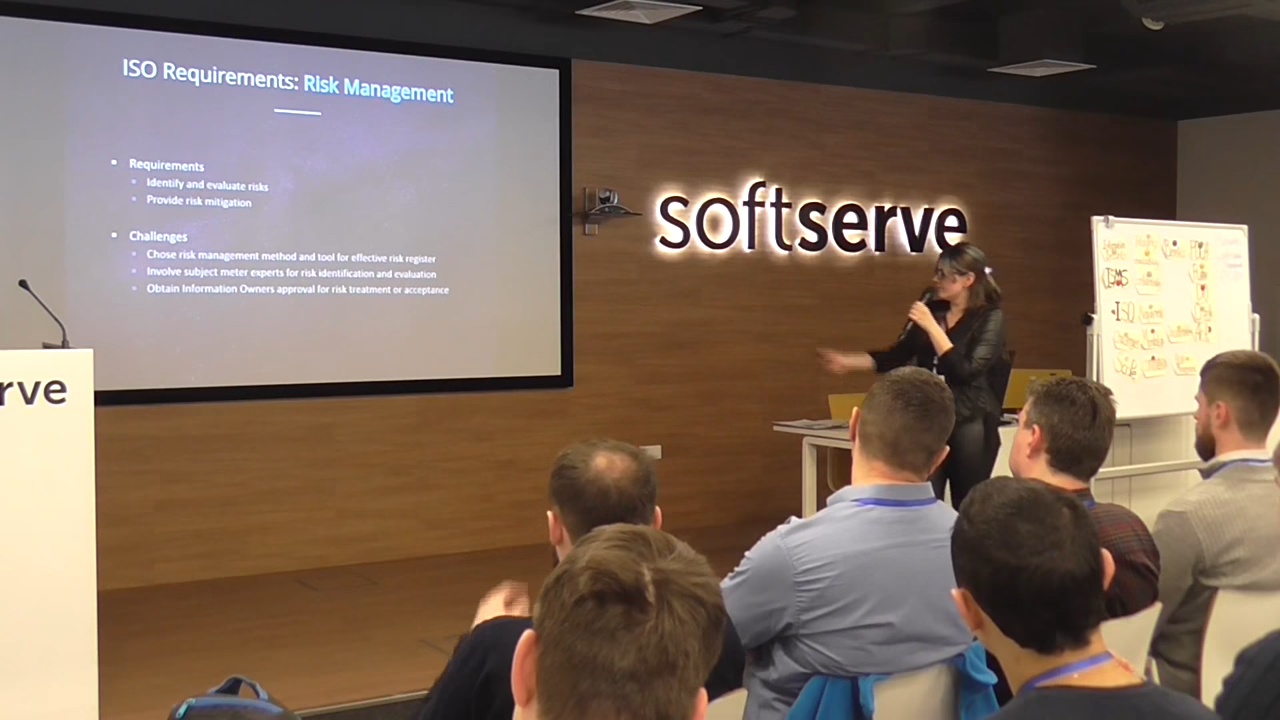 ISO Requirements: Risk Management
Requirements
Identify and evaluate risks
Provide risk mitigation
Challenges
Chose risk management method and tool for effective risk register
Involve subject meter experts for risk identification and evaluation
Obtain Information Owners approval for risk treatment or acceptance
softserve
rve
ISMS
ISO